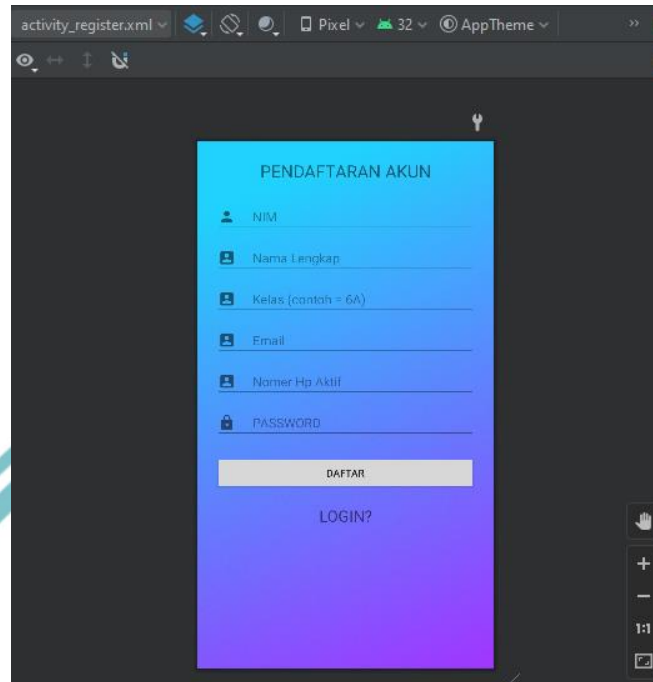 activity_register.xml Pixel 32 AppTheme
PENDAFTARAN AKUN
NIM
Nama Lengkap
Kelas (contoh = 6A)
Email
Nomer Hp Aktif
PASSWORD
DAFTAR
LOGIN?
1:1